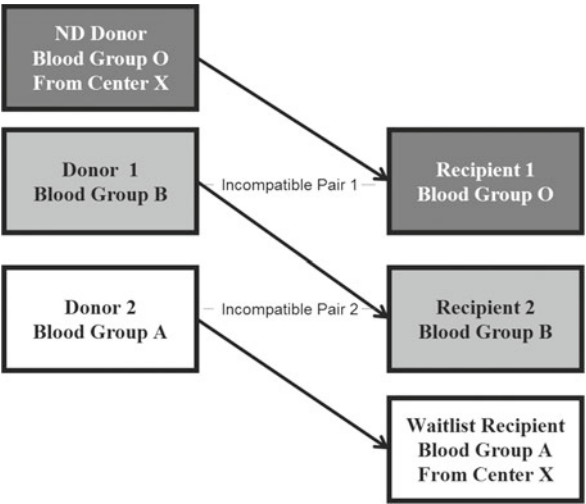 ND Donor
Blood Group O
From Center X
Donor 1
Blood Group B
Incompatible Pair 1
Recipient 1
Blood Group O
Donor 2
Blood Group A
Incompatible Pair 2
Recipient 2
Blood Group B
Waitlist Recipient
Blood Group A
From Center X